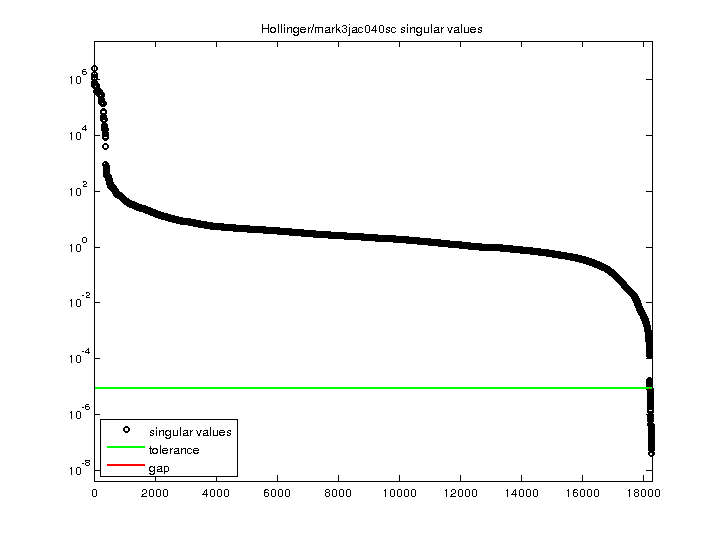 Hollinger/mark3jac040sc singular values
10^6
10^4
10^2
10^0
10^-2
10^-4
10^-6
10^-8
singular values
tolerance
gap
0 2000 4000 6000 8000 10000 12000 14000 16000 18000